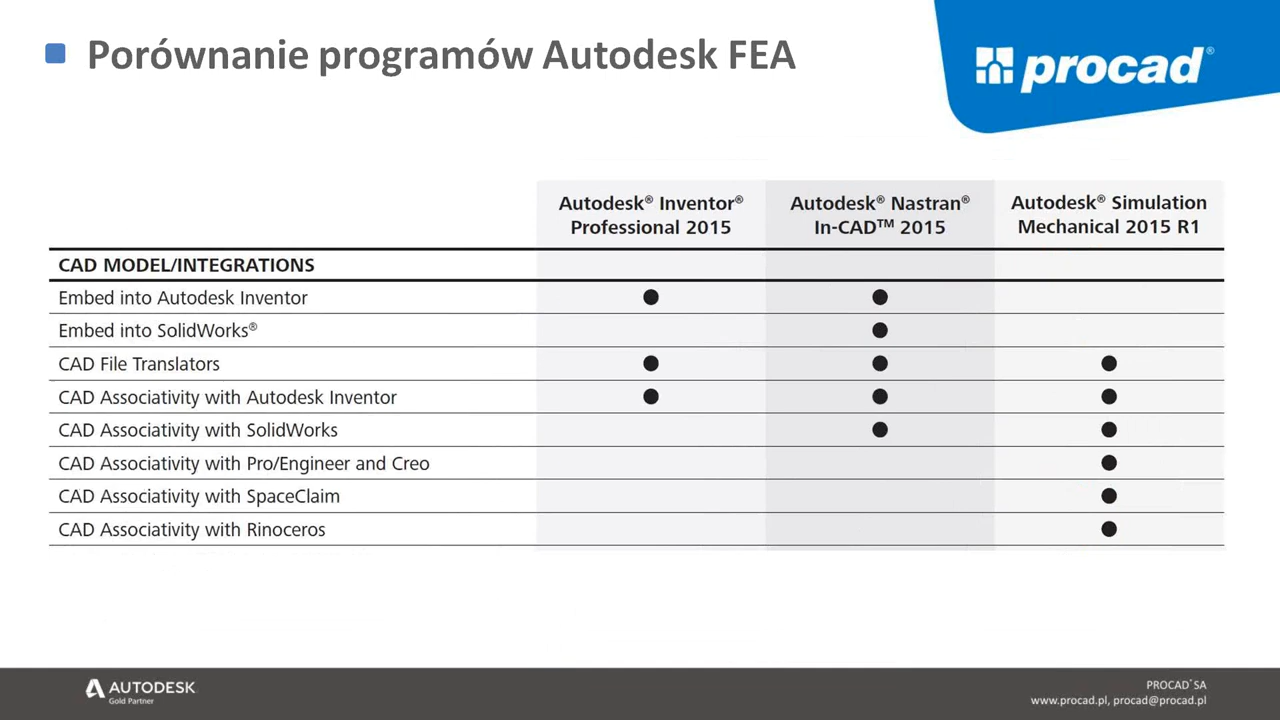 Porównanie programów Autodesk FEA
procad®
Autodesk® Inventor® Professional 2015
Autodesk® Nastran® In-CAD™ 2015
Autodesk® Simulation Mechanical 2015 R1
CAD MODEL/INTEGRATIONS
Embed into Autodesk Inventor ● ●
Embed into SolidWorks® ●
CAD File Translators ● ● ●
CAD Associativity with Autodesk Inventor ● ● ●
CAD Associativity with SolidWorks ● ●
CAD Associativity with Pro/Engineer and Creo ●
CAD Associativity with SpaceClaim ●
CAD Associativity with Rinoceros ●
AUTODESK
Gold Partner
PROCAD® SA
www.procad.pl, procad@procad.pl